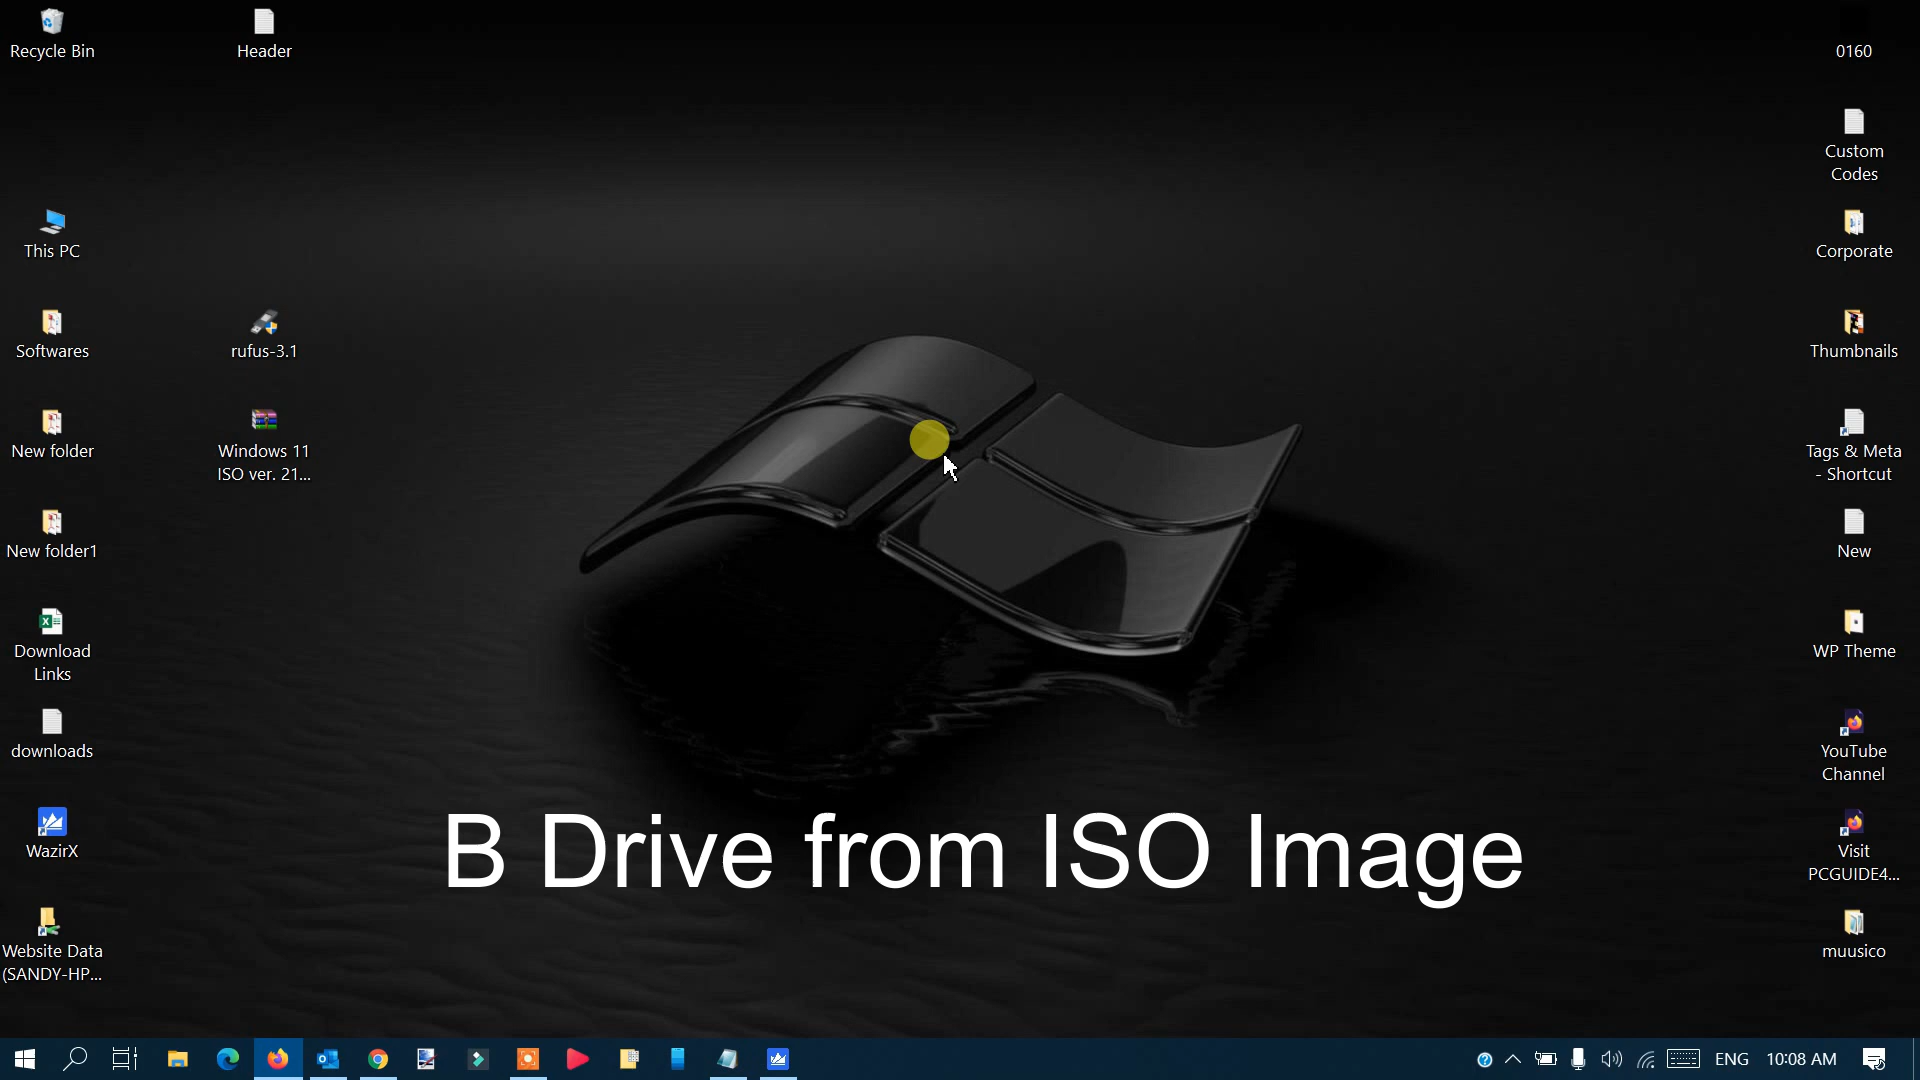 Recycle Bin
Header
0160
Custom
Codes
This PC
Corporate
Softwares
rufus-3.1
Thumbnails
New folder
Windows 11
ISO ver. 21...
Tags & Meta
- Shortcut
New folder1
New
Download
Links
WP Theme
downloads
YouTube
Channel
WazirX
B Drive from ISO Image
Visit
PCGUIDE4...
Website Data
(SANDY-HP...
muusico
ENG
10:08 AM